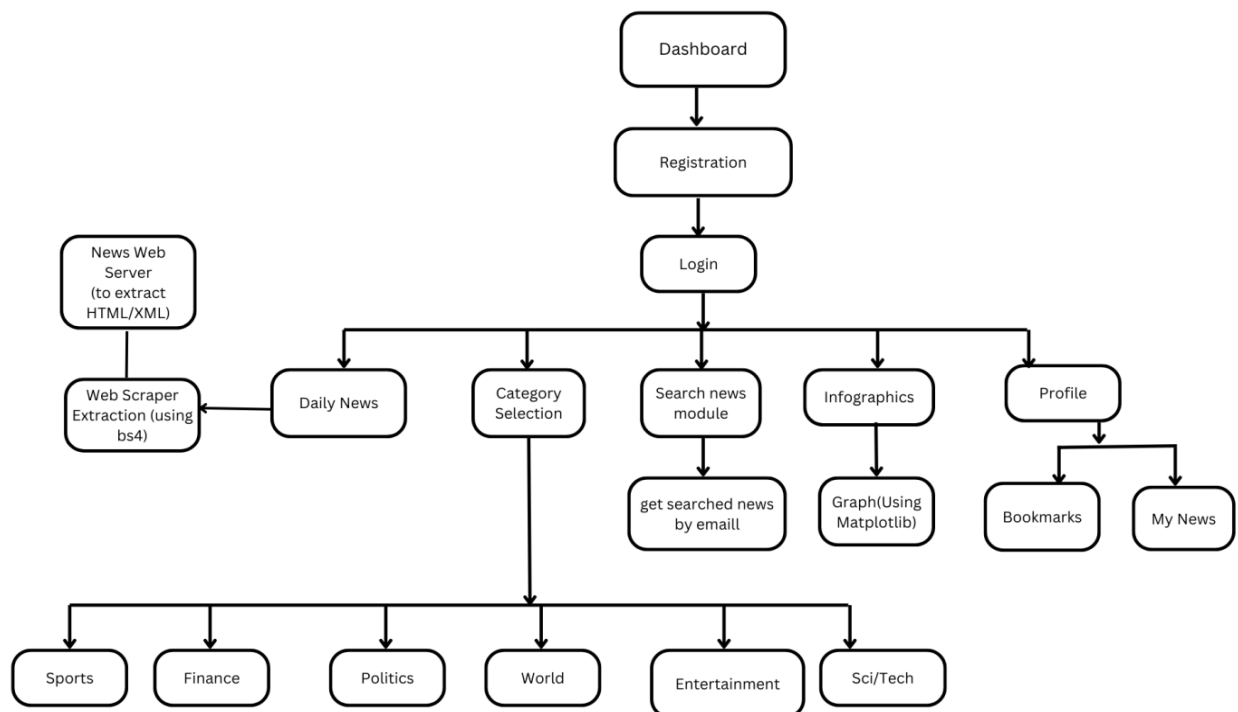 Dashboard
Registration
Login
News Web
Server
(to extract
HTML/XML)
Web Scraper
Extraction (using
bs4)
Daily News
Category
Selection
Search news
module
Infographics
Profile
get searched news
by emaill
Graph(Using
Matplotlib)
Bookmarks
My News
Sports
Finance
Politics
World
Entertainment
Sci/Tech